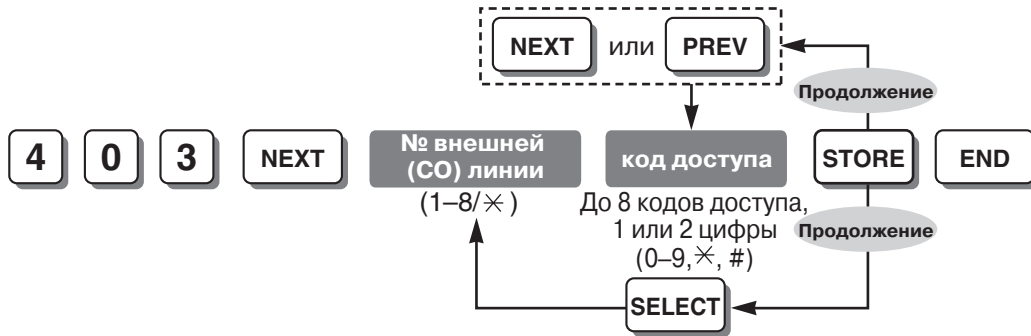 NEXT или PREV
Продолжение
4 0 3 NEXT № внешней (CO) линии код доступа STORE END
(1–8/✳)
До 8 кодов доступа,
1 или 2 цифры
(0–9,✳, #)
Продолжение
SELECT